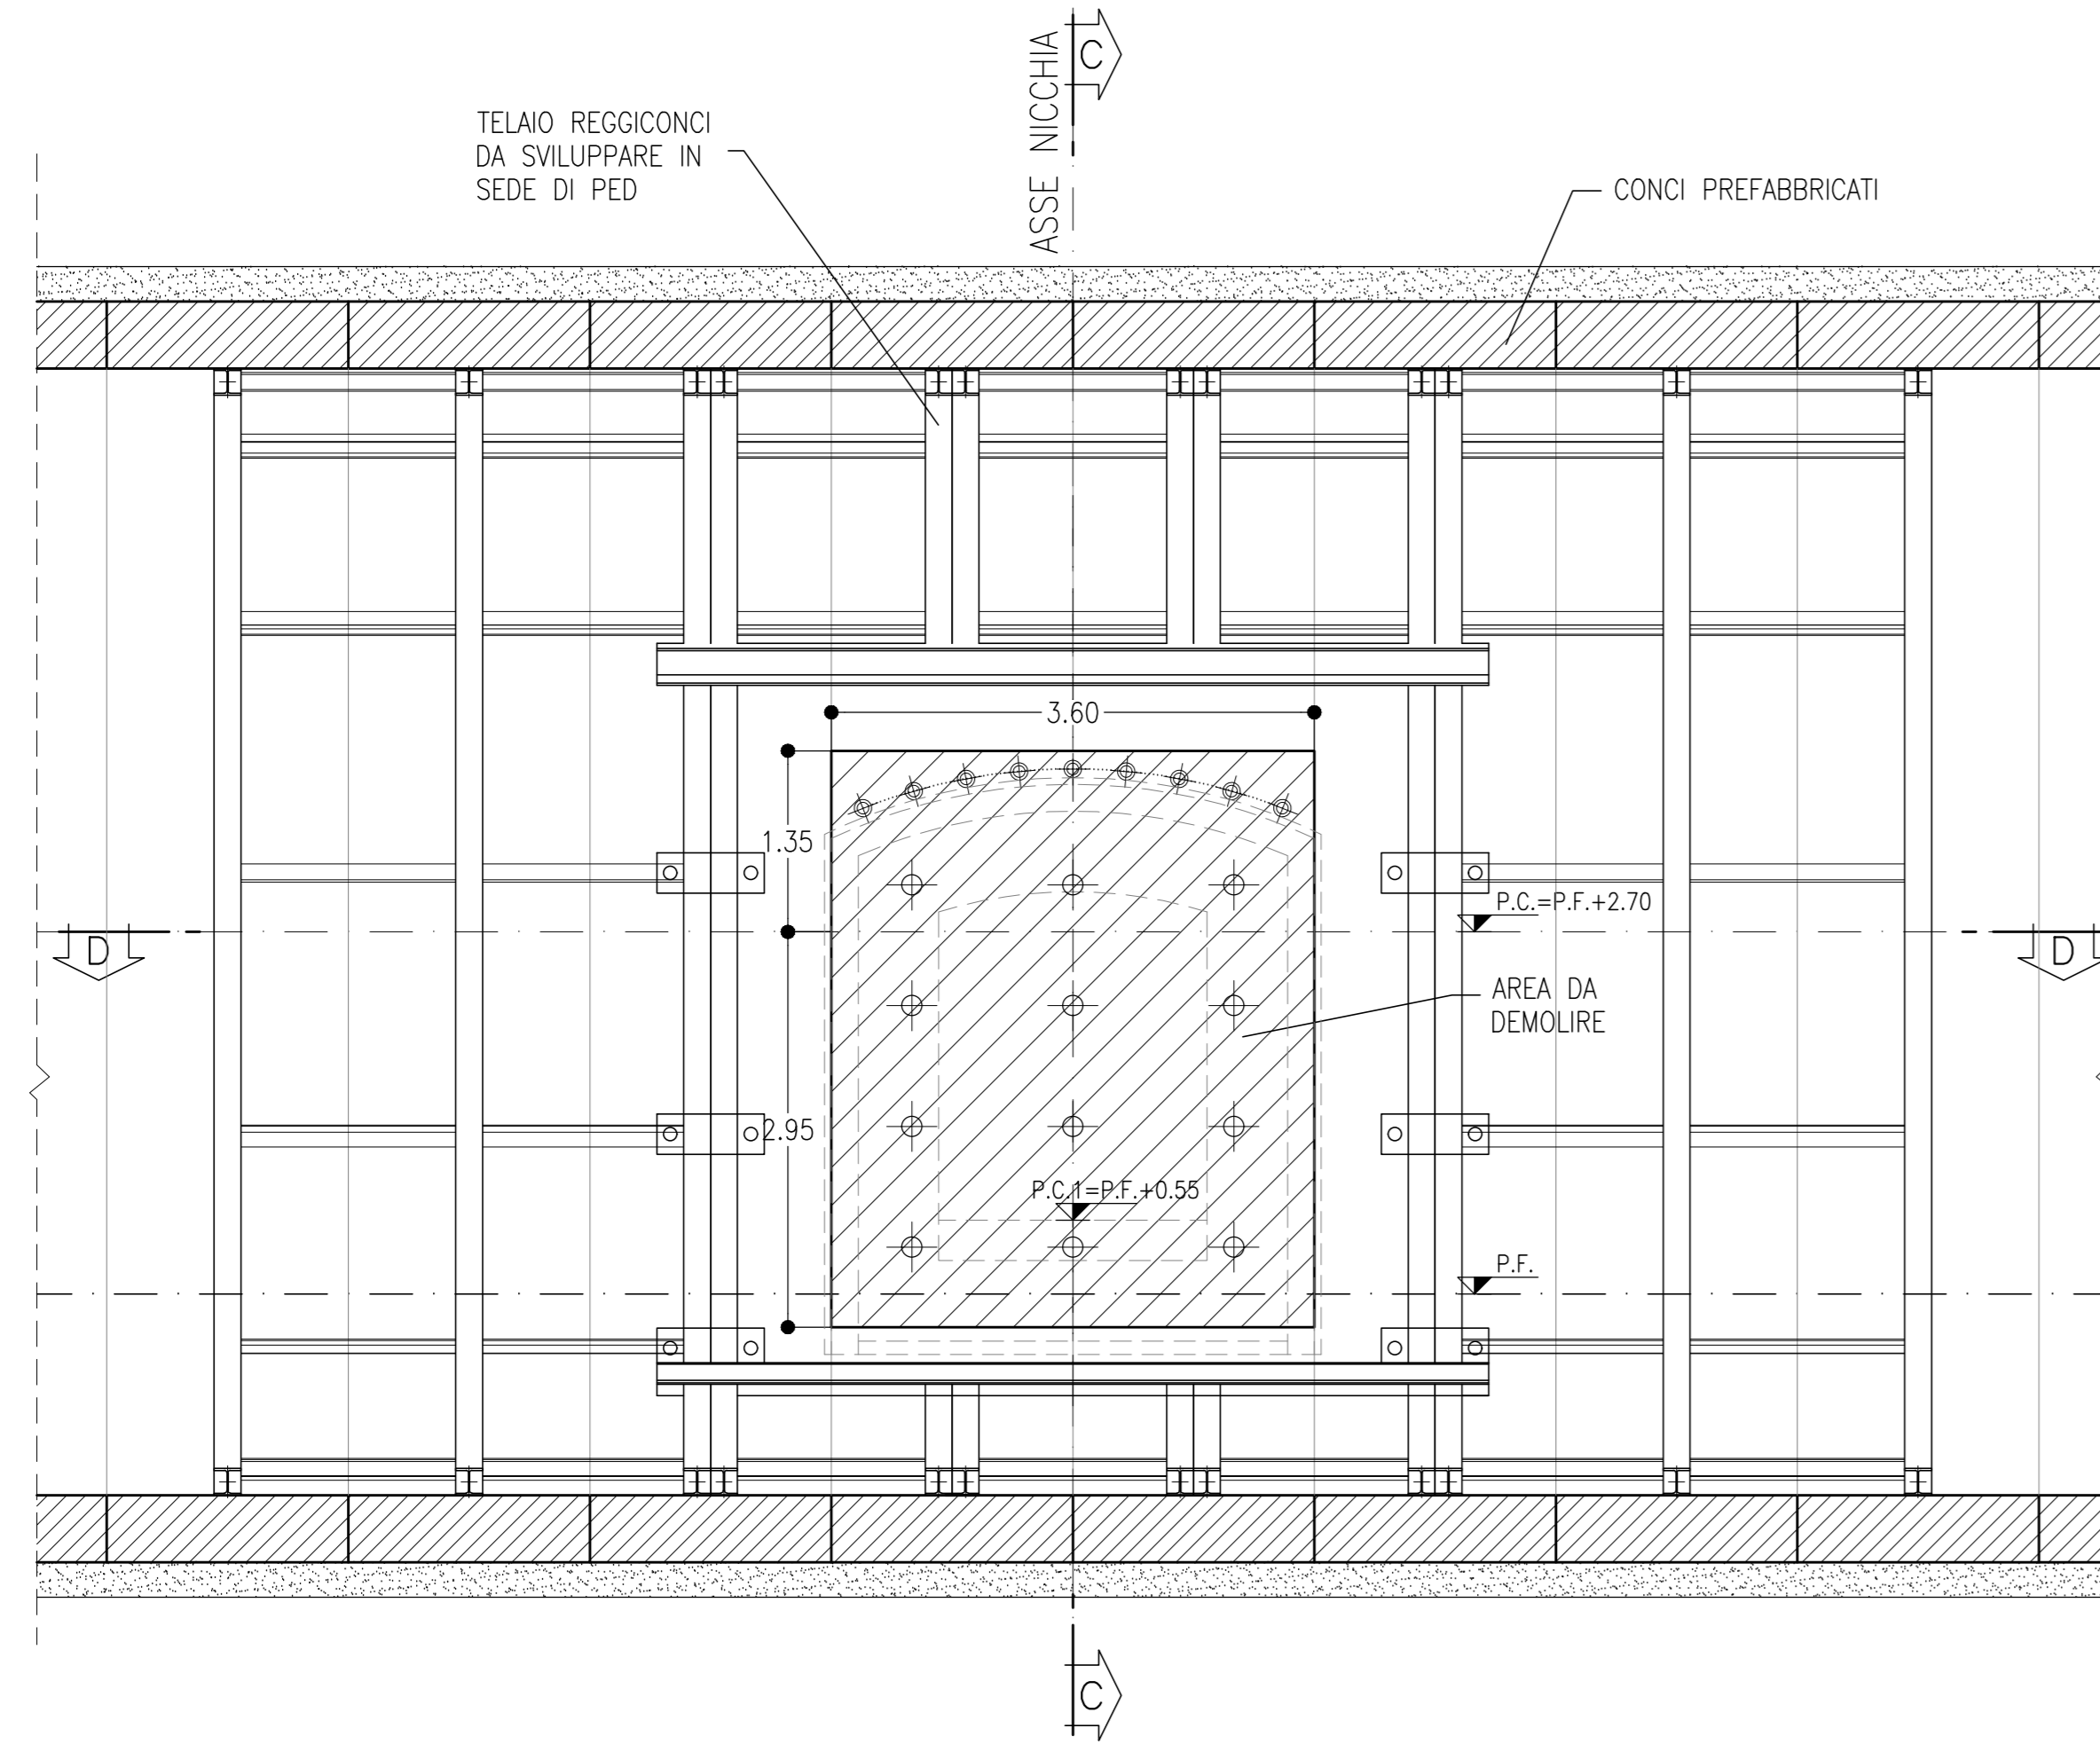 C
ASSE NICCHIA
TELAIO REGGICONCI
DA SVILUPPARE IN
SEDE DI PED
CONCI PREFABBRICATI
3.60
1.35
P.C.=P.F.+2.70
D
D
AREA DA
DEMOLIRE
2.95
P.C.1=P.F.+0.55
P.F.
C